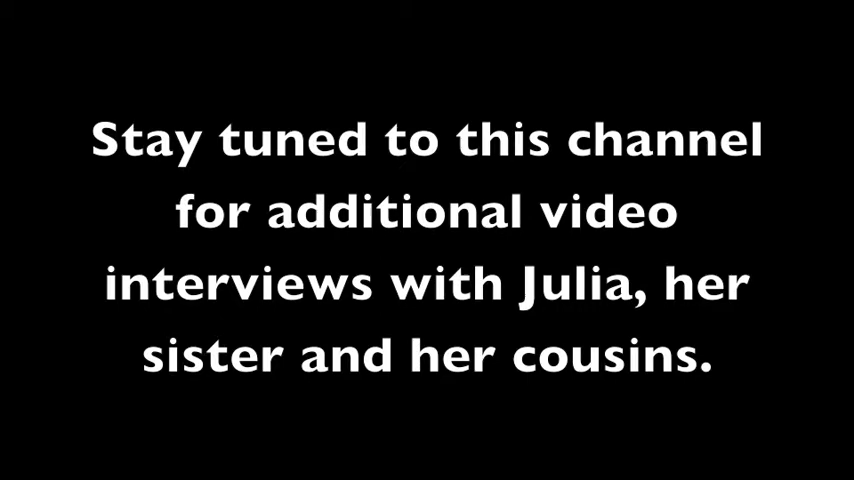 Stay tuned to this channel
for additional video
interviews with Julia, her
sister and her cousins.